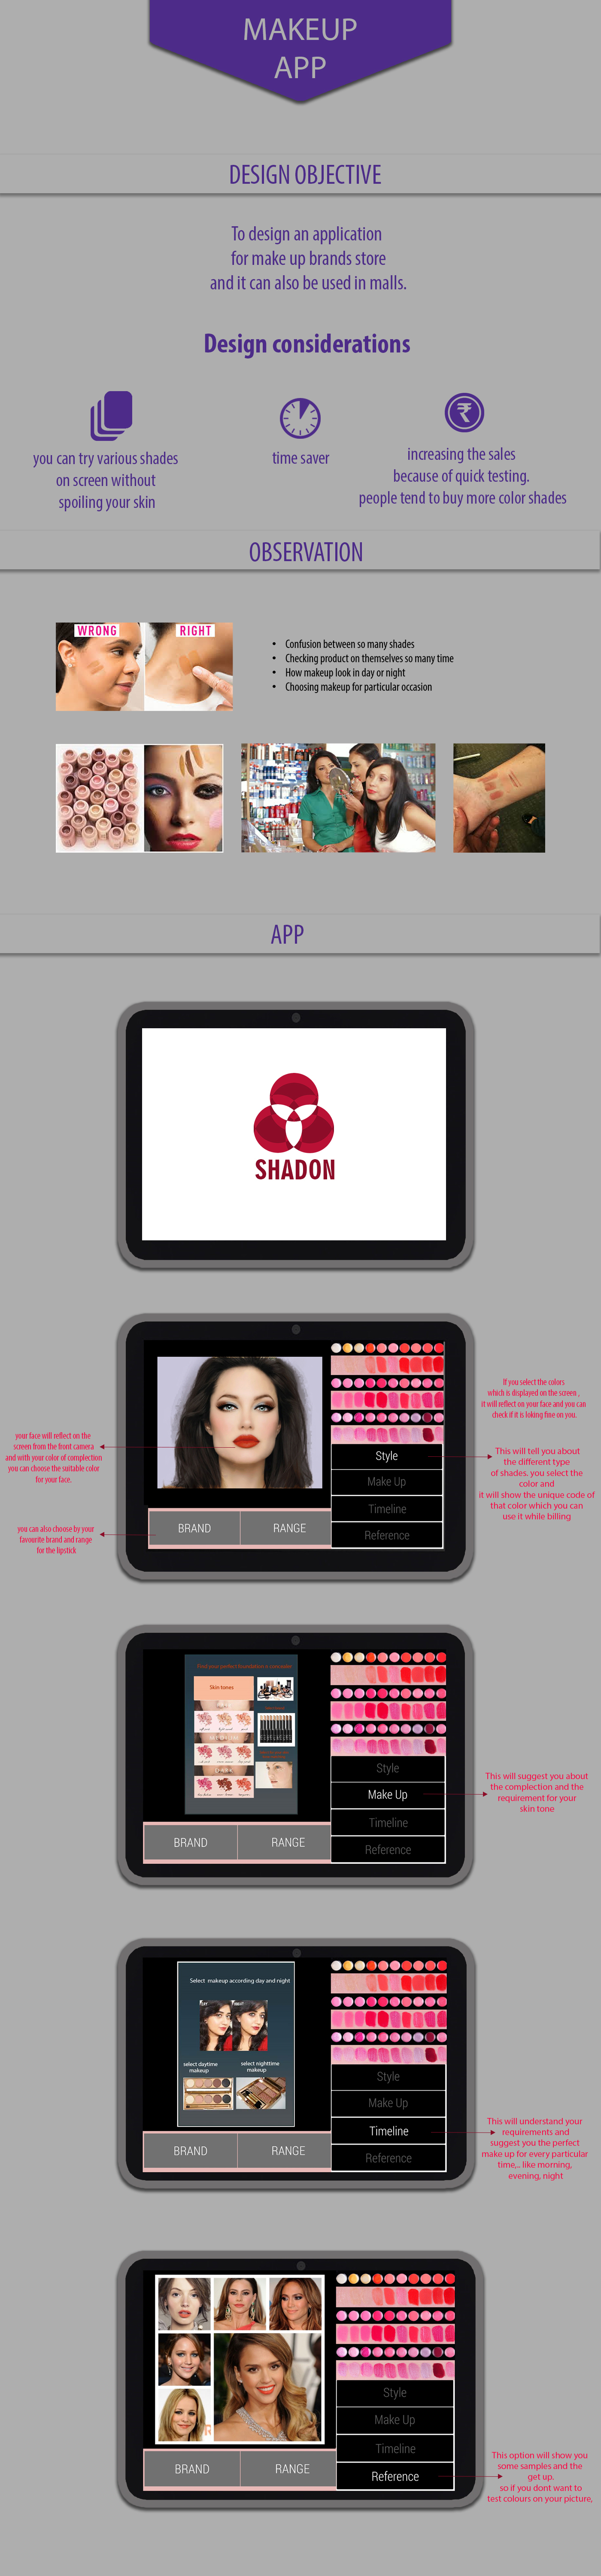 MAKEUP
APP
DESIGN OBJECTIVE
To design an application
for make up brands store
and it can also be used in malls.
Design considerations
you can try various shades
on screen without
spoiling your skin
time saver
increasing the sales
because of quick testing.
people tend to buy more color shades
OBSERVATION
WRONG
RIGHT
• Confusion between so many shades
• Checking product on themselves so many time
• How makeup look in day or night
• Choosing makeup for particular occasion
APP
SHADON
your face will reflect on the
screen from the front camera
and with your color of complection
you can choose the suitable color
for your face.
you can also choose by your
favourite brand and range
for the lipstick
BRAND
RANGE
Style
Make Up
Timeline
Reference
If you select the colors
which is displayed on the screen ,
it will reflect on your face and you can
check if it is loking fine on you.
This will tell you about
the different type
of shades. you select the
color and
it will show the unique code of
that color which you can
use it while billing
Find your perfect foundation & concealer
Skin tones
BRAND
RANGE
Style
Make Up
Timeline
Reference
This will suggest you about
the complection and the
requirement for your
skin tone
Select makeup according day and night
select daytime
makeup
select nighttime
makeup
BRAND
RANGE
Style
Make Up
Timeline
Reference
This will understand your
requirements and
suggest you the perfect
make up for every particular
time,.. like morning,
evening, night
BRAND
RANGE
Style
Make Up
Timeline
Reference
This option will show you
some samples and the
get up.
so if you dont want to
test colours on your picture,